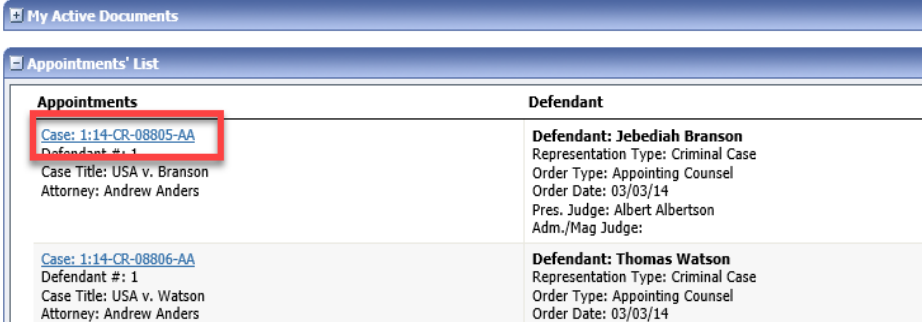 My Active Documents
Appointments' List
Appointments
Defendant
Case: 1:14-CR-08805-AA
Defendant #: 1
Case Title: USA v. Branson
Attorney: Andrew Anders
Defendant: Jebediah Branson
Representation Type: Criminal Case
Order Type: Appointing Counsel
Order Date: 03/03/14
Pres. Judge: Albert Albertson
Adm./Mag Judge:
Case: 1:14-CR-08806-AA
Defendant #: 1
Case Title: USA v. Watson
Attorney: Andrew Anders
Defendant: Thomas Watson
Representation Type: Criminal Case
Order Type: Appointing Counsel
Order Date: 03/03/14